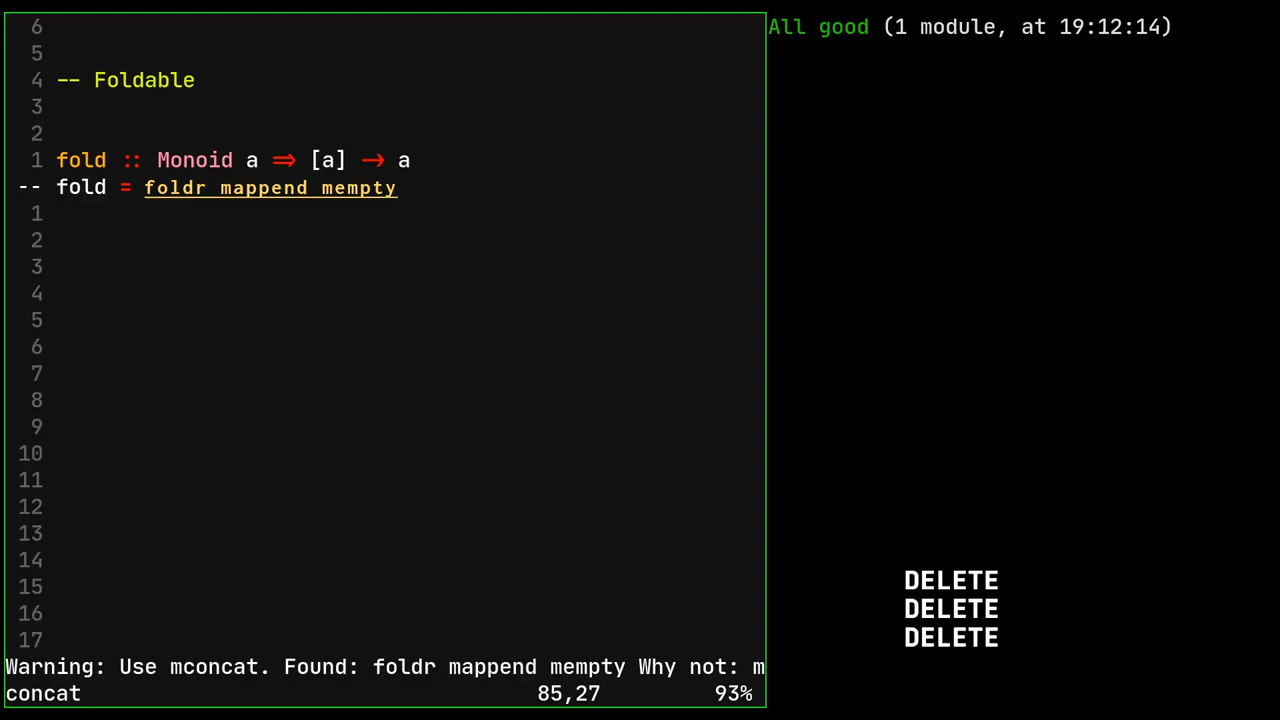 6
5
4 -- Foldable
3
2
1 fold :: Monoid a => [a] -> a
-- fold = foldr mappend mempty
1
2
3
4
5
6
7
8
9
10
11
12
13
14
15
16
17
Warning: Use mconcat. Found: foldr mappend mempty Why not: m
concat 85,27 93%
All good (1 module, at 19:12:14)
DELETE
DELETE
DELETE